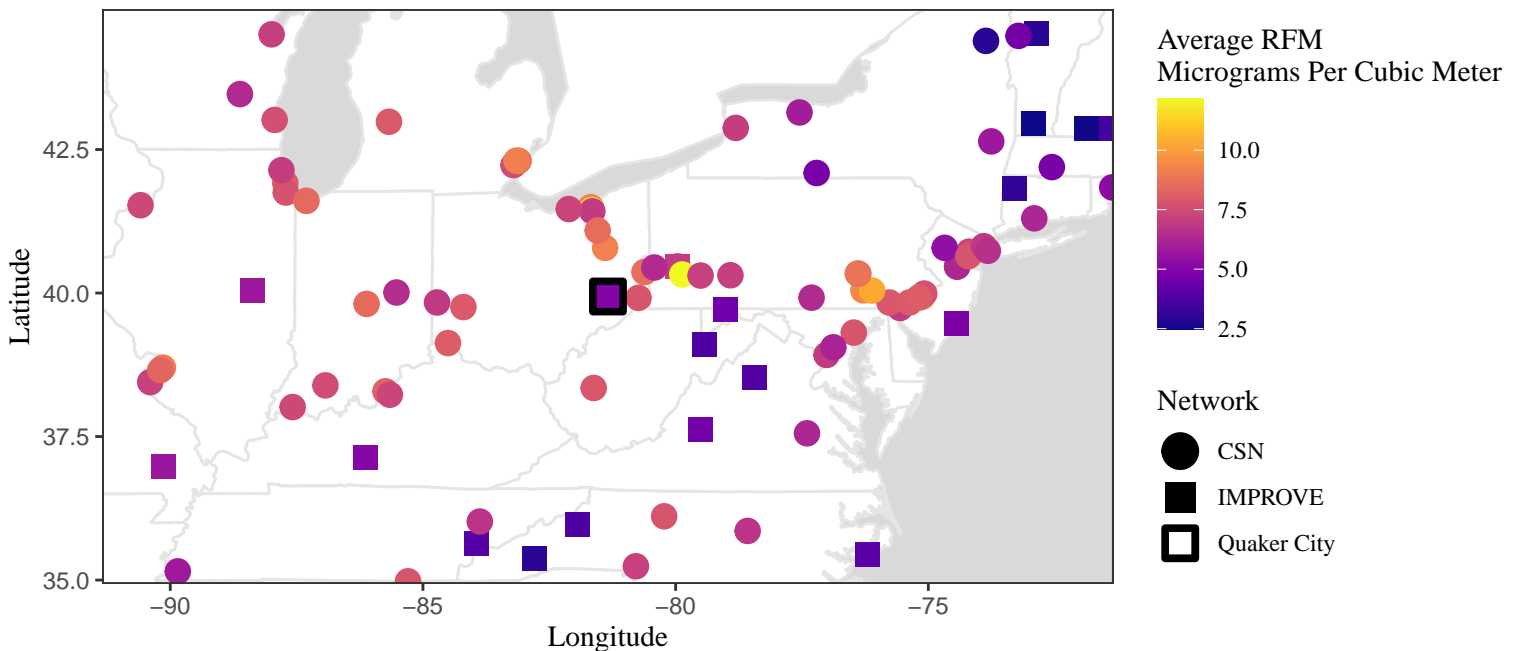 42.5
40.0
37.5
35.0
Latitude
−90
−85
−80
−75
Longitude
Average RFM
Micrograms Per Cubic Meter
10.0
7.5
5.0
2.5
Network
CSN
IMPROVE
Quaker City